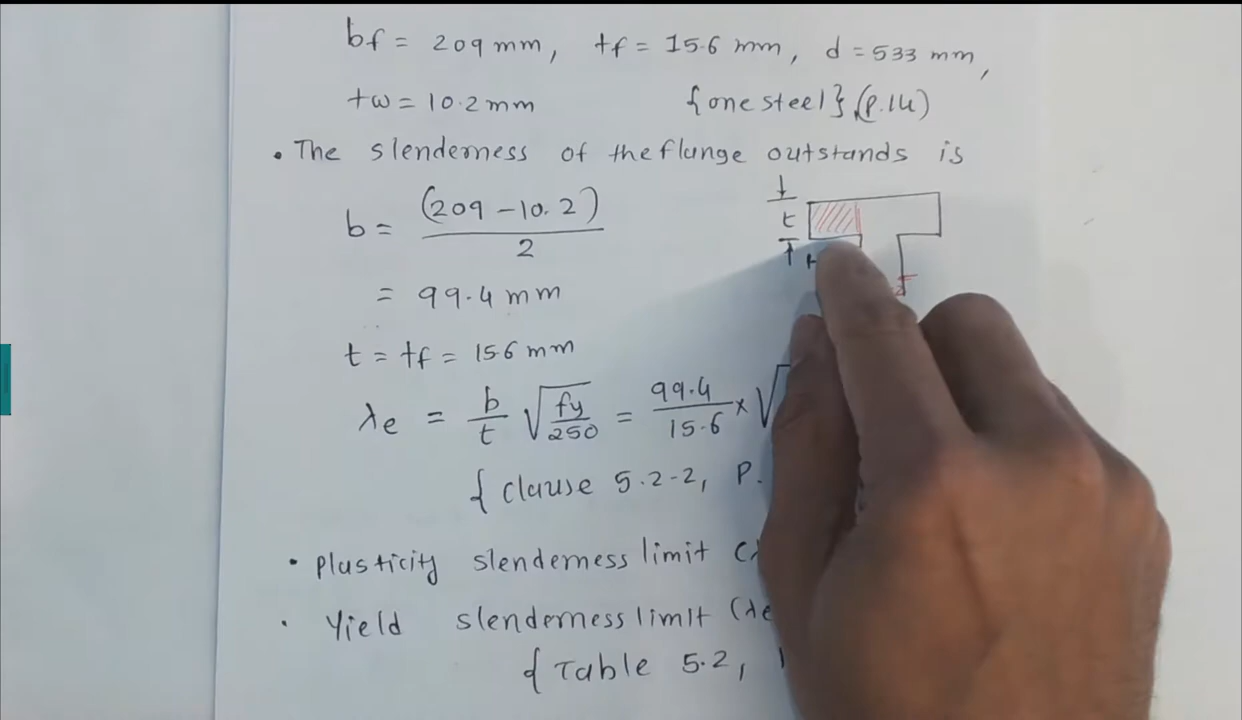 bf = 209 mm, tf = 15.6 mm, d = 533 mm,
tw = 10.2 mm {one steel},(P.14)
• The slenderness of the flange outstands is
b = (209 - 10.2) / 2
t
= 99.4 mm
t = tf = 15.6 mm
λe = b/t √fy/250 = 99.4/15.6 × √
{ clause 5.2-2, P.
• Plasticity slenderness limit (λ
• Yield slenderness limit (λe
{ Table 5.2,